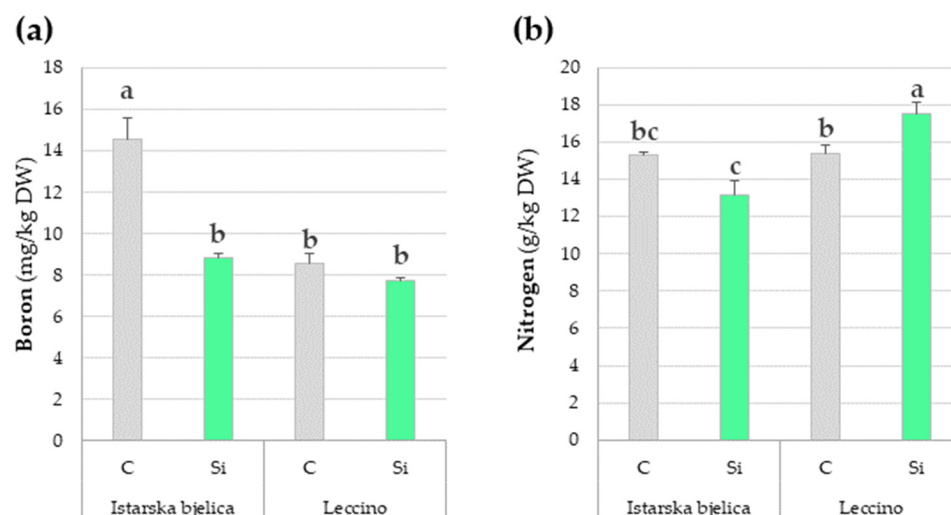 (a)
Boron (mg/kg DW)
18
16
14
12
10
8
6
4
2
0
a
b
b
b
C
Si
C
Si
Istarska bjelica
Leccino
(b)
Nitrogen (g/kg DW)
20
18
16
14
12
10
8
6
4
2
0
bc
c
b
a
C
Si
C
Si
Istarska bjelica
Leccino